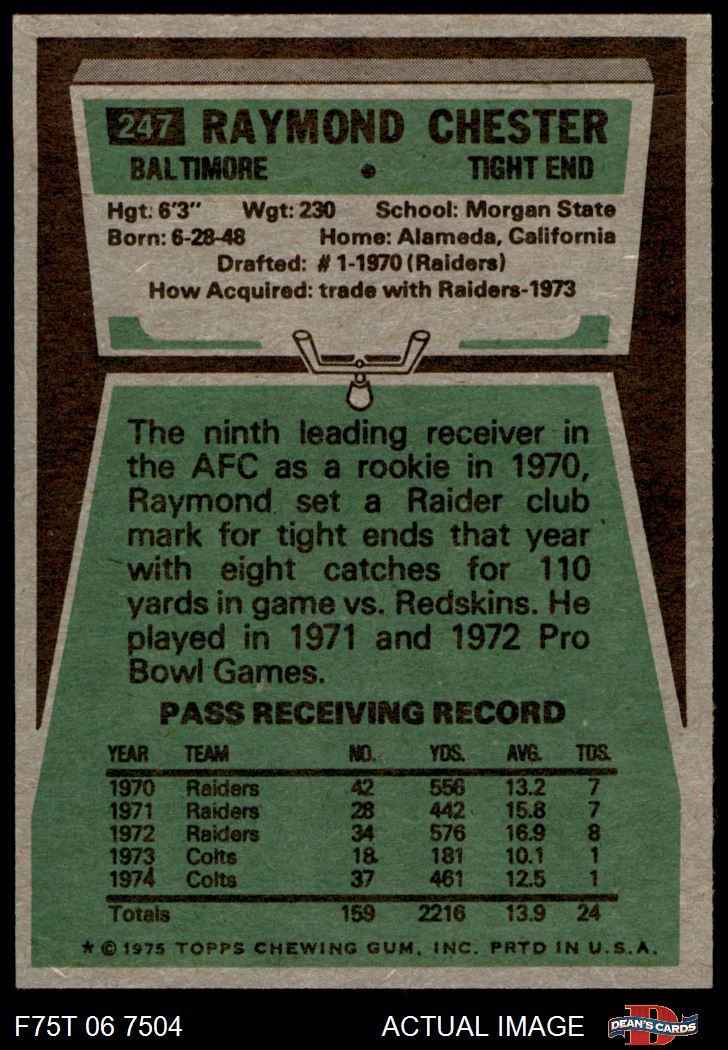 247 RAYMOND CHESTER
BALTIMORE • TIGHT END
Hgt: 6'3" Wgt: 230 School: Morgan State
Born: 6-28-48 Home: Alameda, California
Drafted: #1-1970 (Raiders)
How Acquired: trade with Raiders-1973
The ninth leading receiver in
the AFC as a rookie in 1970,
Raymond set a Raider club
mark for tight ends that year
with eight catches for 110
yards in game vs. Redskins. He
played in 1971 and 1972 Pro
Bowl Games.
PASS RECEIVING RECORD
YEAR TEAM NO. YDS. AVG. TDS.
1970 Raiders 42 556 13.2 7
1971 Raiders 28 442 15.8 7
1972 Raiders 34 576 16.9 8
1973 Colts 18 181 10.1 1
1974 Colts 37 461 12.5 1
Totals 159 2216 13.9 24
* © 1975 TOPPS CHEWING GUM, INC. PRTD IN U.S.A.
F75T 06 7504 ACTUAL IMAGE D DEAN'S CARDS